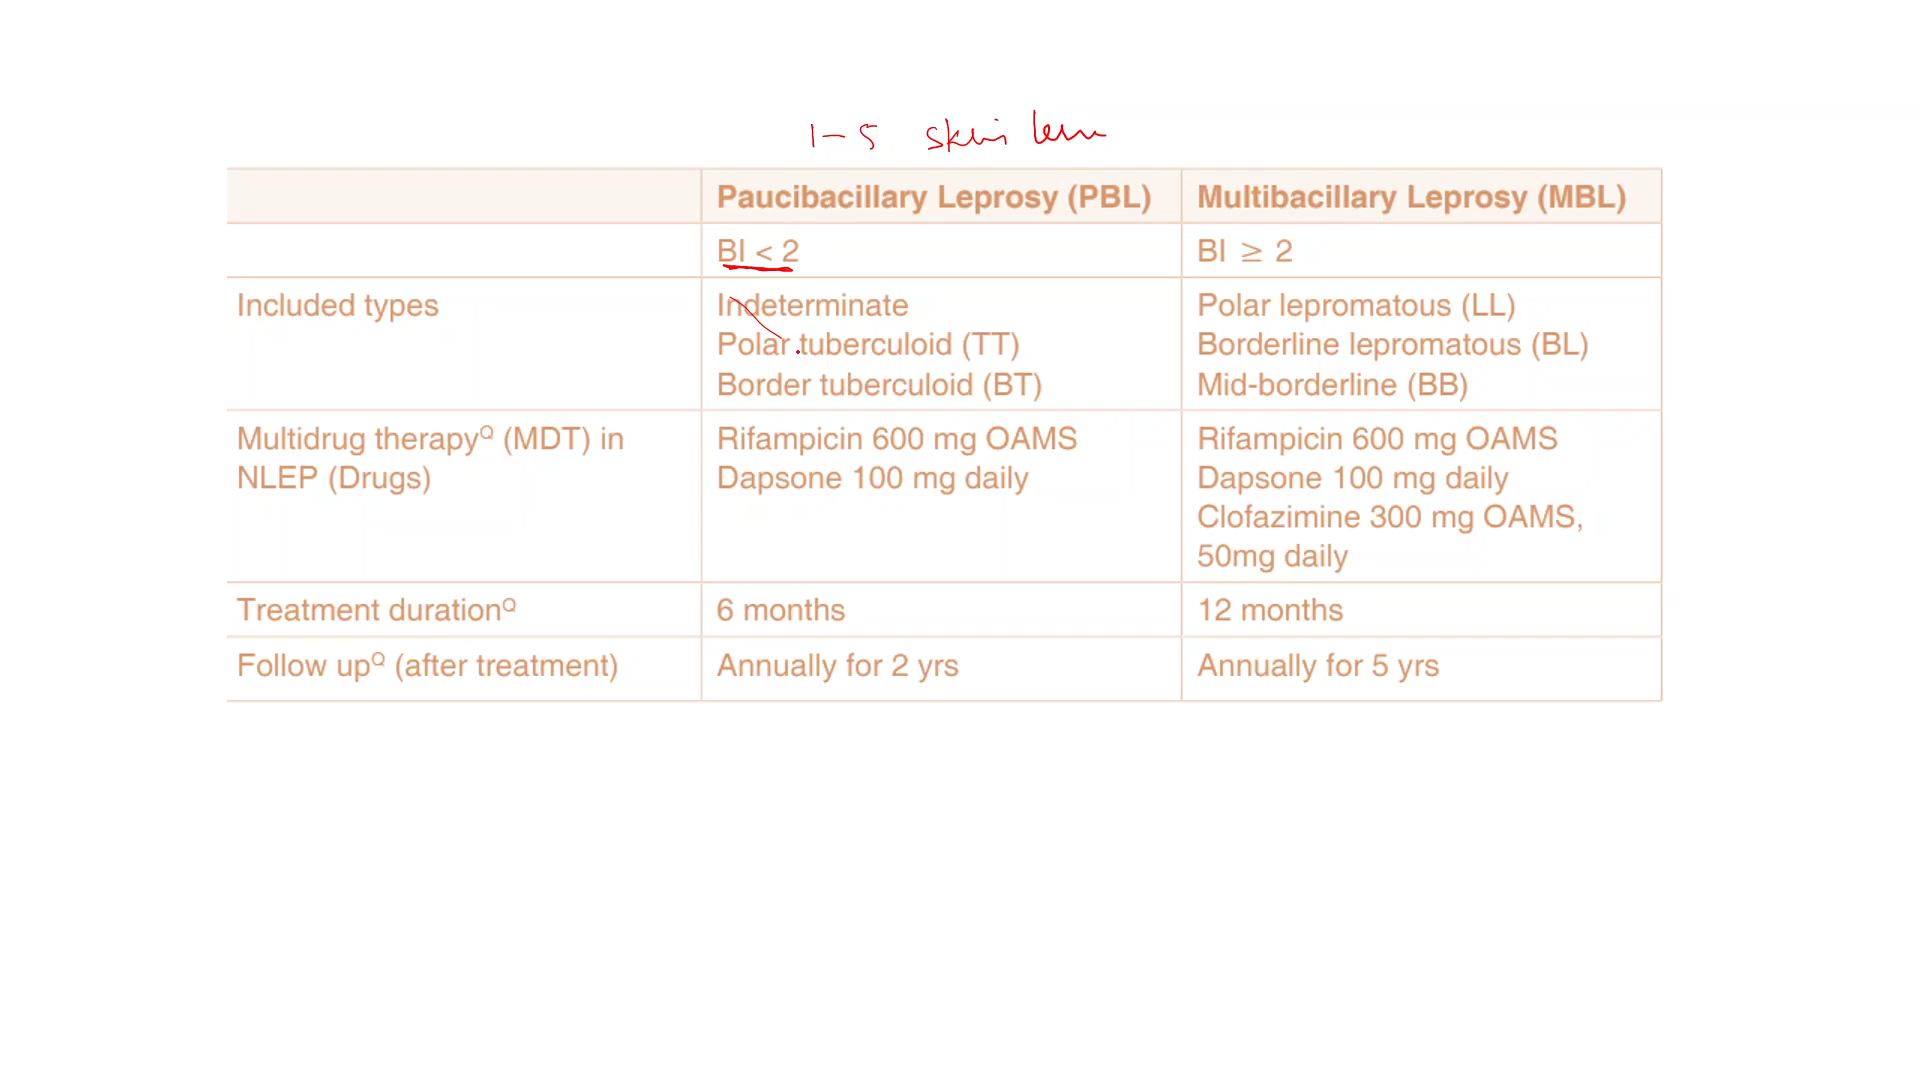 1-5 skin
Paucibacillary Leprosy (PBL) Multibacillary Leprosy (MBL)
BI < 2 BI ≥ 2
Included types Indeterminate Polar lepromatous (LL)
Polar tuberculoid (TT) Borderline lepromatous (BL)
Border tuberculoid (BT) Mid-borderline (BB)
Multidrug therapyQ (MDT) in Rifampicin 600 mg OAMS Rifampicin 600 mg OAMS
NLEP (Drugs) Dapsone 100 mg daily Dapsone 100 mg daily
Clofazimine 300 mg OAMS,
50mg daily
Treatment durationQ 6 months 12 months
Follow upQ (after treatment) Annually for 2 yrs Annually for 5 yrs